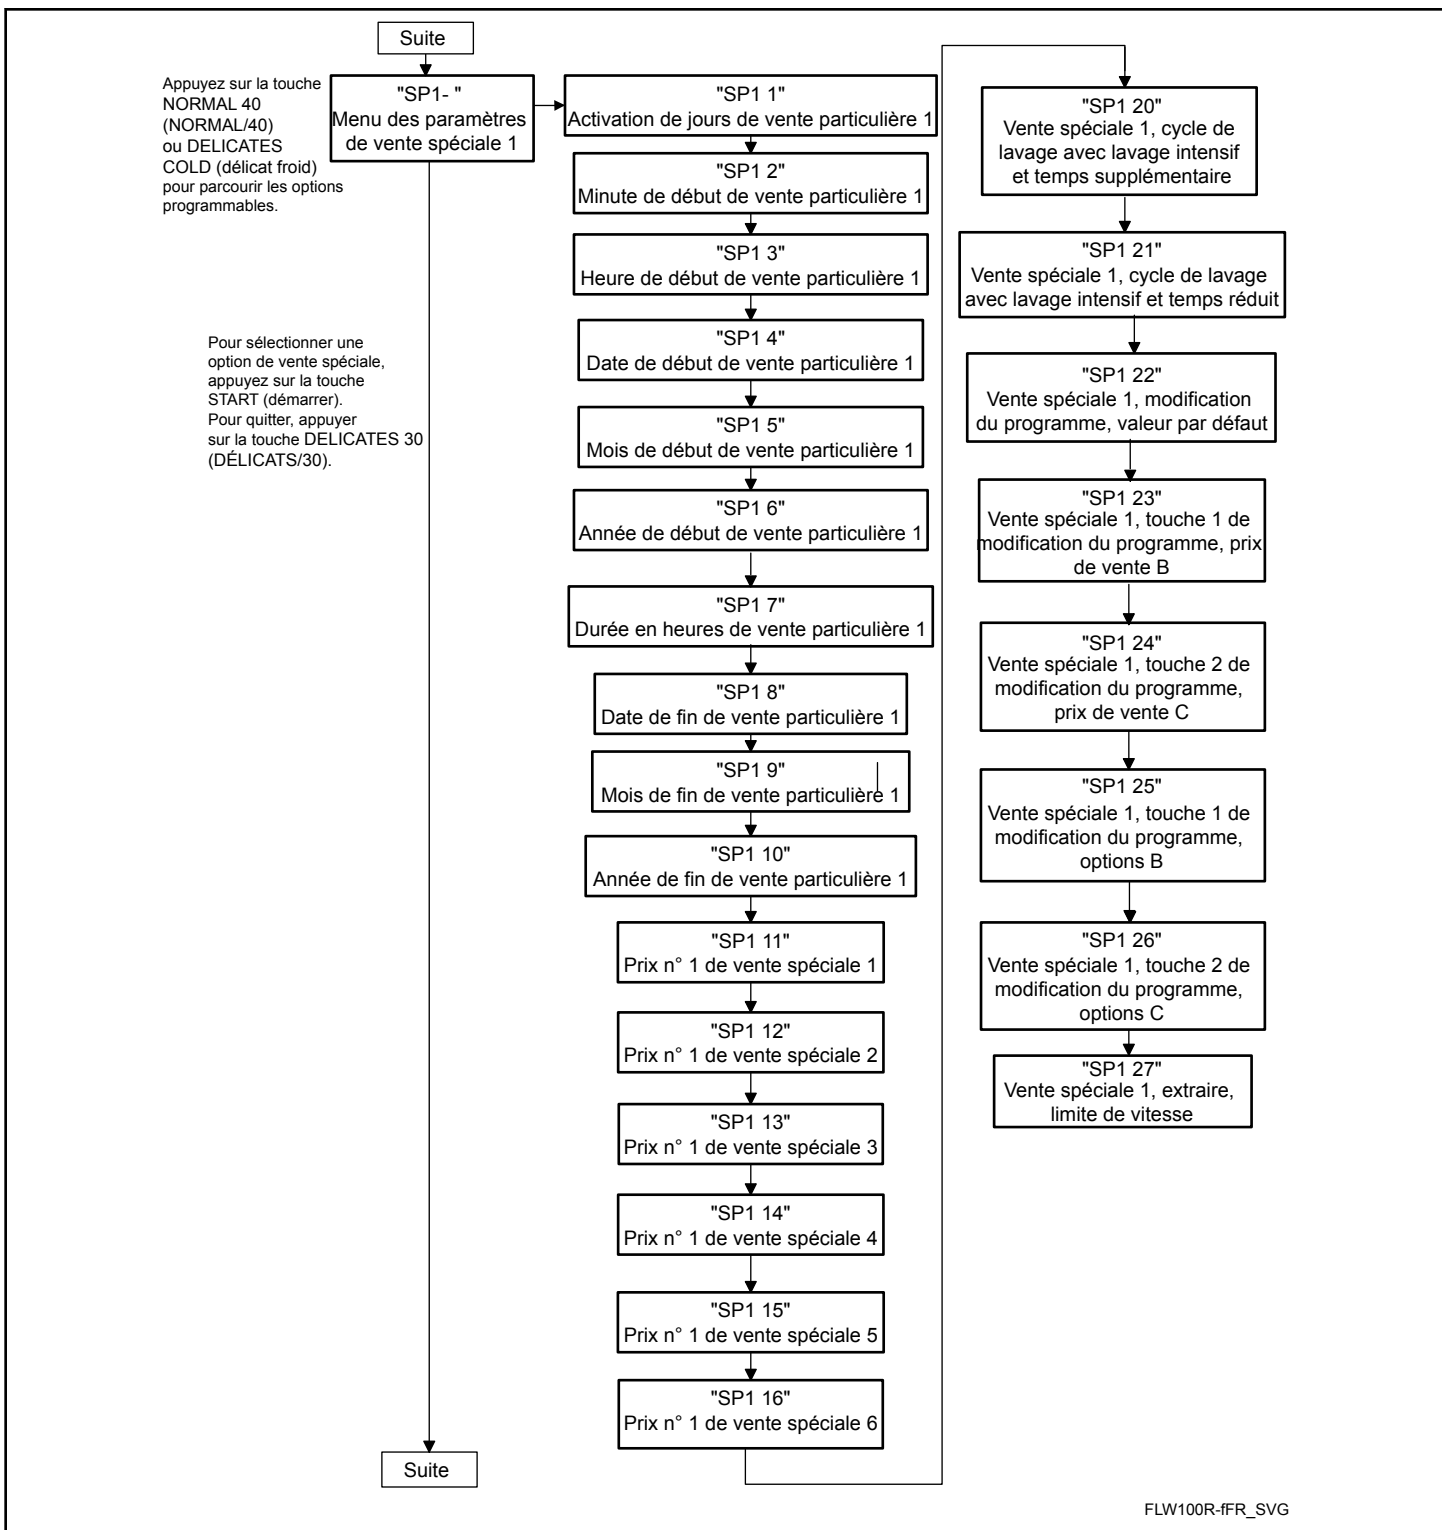 Suite
Appuyez sur la touche
NORMAL 40
(NORMAL/40)
ou DELICATES
COLD (délicat froid)
pour parcourir les options
programmables.
"SP1- "
Menu des paramètres
de vente spéciale 1
Pour sélectionner une
option de vente spéciale,
appuyez sur la touche
START (démarrer).
Pour quitter, appuyer
sur la touche DELICATES 30
(DÉLICATS/30).
Suite
"SP1 1"
Activation de jours de vente particulière 1
"SP1 2"
Minute de début de vente particulière 1
"SP1 3"
Heure de début de vente particulière 1
"SP1 4"
Date de début de vente particulière 1
"SP1 5"
Mois de début de vente particulière 1
"SP1 6"
Année de début de vente particulière 1
"SP1 7"
Durée en heures de vente particulière 1
"SP1 8"
Date de fin de vente particulière 1
"SP1 9"
Mois de fin de vente particulière 1
"SP1 10"
Année de fin de vente particulière 1
"SP1 11"
Prix n° 1 de vente spéciale 1
"SP1 12"
Prix n° 1 de vente spéciale 2
"SP1 13"
Prix n° 1 de vente spéciale 3
"SP1 14"
Prix n° 1 de vente spéciale 4
"SP1 15"
Prix n° 1 de vente spéciale 5
"SP1 16"
Prix n° 1 de vente spéciale 6
"SP1 20"
Vente spéciale 1, cycle de
lavage avec lavage intensif
et temps supplémentaire
"SP1 21"
Vente spéciale 1, cycle de lavage
avec lavage intensif et temps réduit
"SP1 22"
Vente spéciale 1, modification
du programme, valeur par défaut
"SP1 23"
Vente spéciale 1, touche 1 de
modification du programme, prix
de vente B
"SP1 24"
Vente spéciale 1, touche 2 de
modification du programme,
prix de vente C
"SP1 25"
Vente spéciale 1, touche 1 de
modification du programme,
options B
"SP1 26"
Vente spéciale 1, touche 2 de
modification du programme,
options C
"SP1 27"
Vente spéciale 1, extraire,
limite de vitesse
FLW100R-fFR_SVG